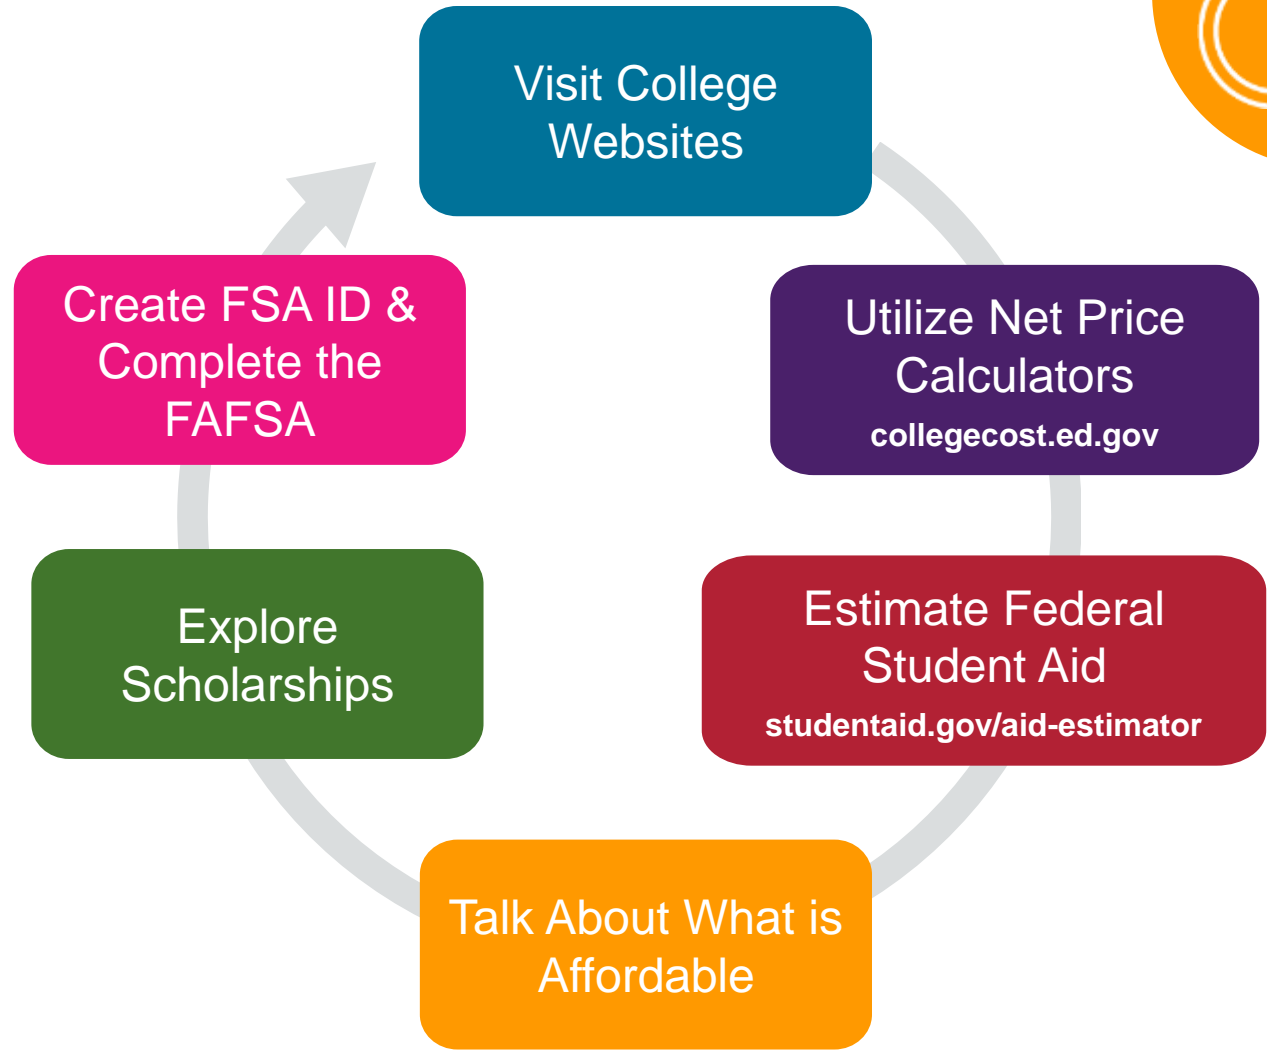 Visit College
Websites
Utilize Net Price
Calculators
collegecost.ed.gov
Estimate Federal
Student Aid
studentaid.gov/aid-estimator
Talk About What is
Affordable
Explore
Scholarships
Create FSA ID &
Complete the
FAFSA